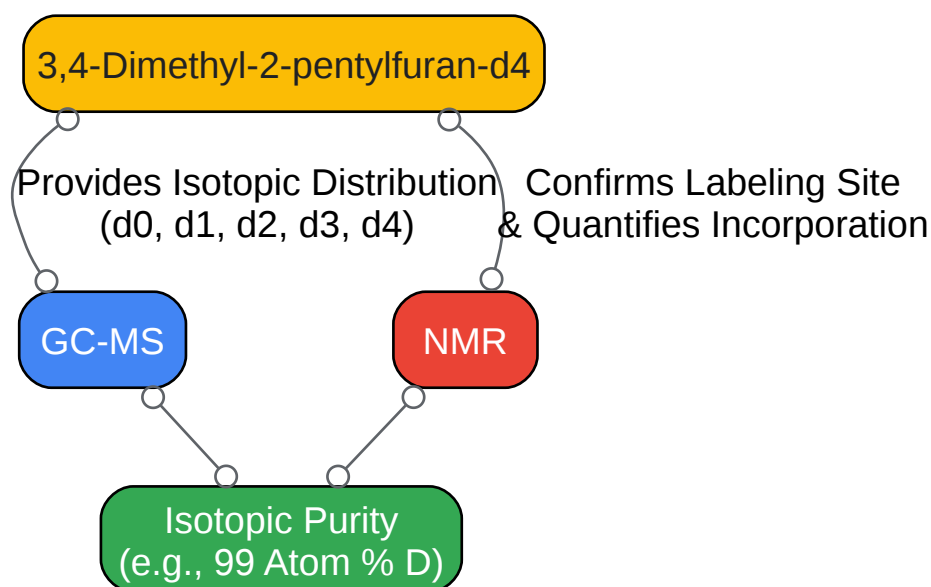 3,4-Dimethyl-2-pentylfuran-d4
Provides Isotopic Distribution
(d0, d1, d2, d3, d4)
Confirms Labeling Site
& Quantifies Incorporation
GC-MS
NMR
Isotopic Purity
(e.g., 99 Atom % D)